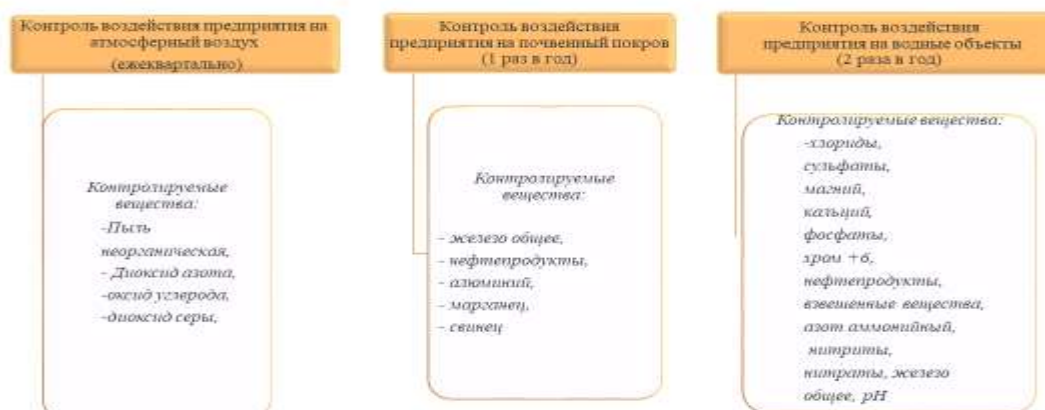 Контроль воздействия предприятия на
атмосферный воздух
(ежеквартально)
Контролируемые
вещества:
-Пыль
неорганическая,
- Диоксид азота,
-оксид углерода,
-диоксид серы,
Контроль воздействия
предприятия на почвенный покров
(1 раз в год)
Контролируемые
вещества:
- железо общее,
- нефтепродукты,
- алюминий,
- марганец,
- свинец
Контроль воздействия
предприятия на водные объекты
(2 раза в год)
Контролируемые вещества:
-хлориды,
сульфаты,
магний,
кальций,
фосфаты,
хром +6,
нефтепродукты,
взвешенные вещества,
азот аммонийный,
нитриты,
нитраты, железо
общее, pH